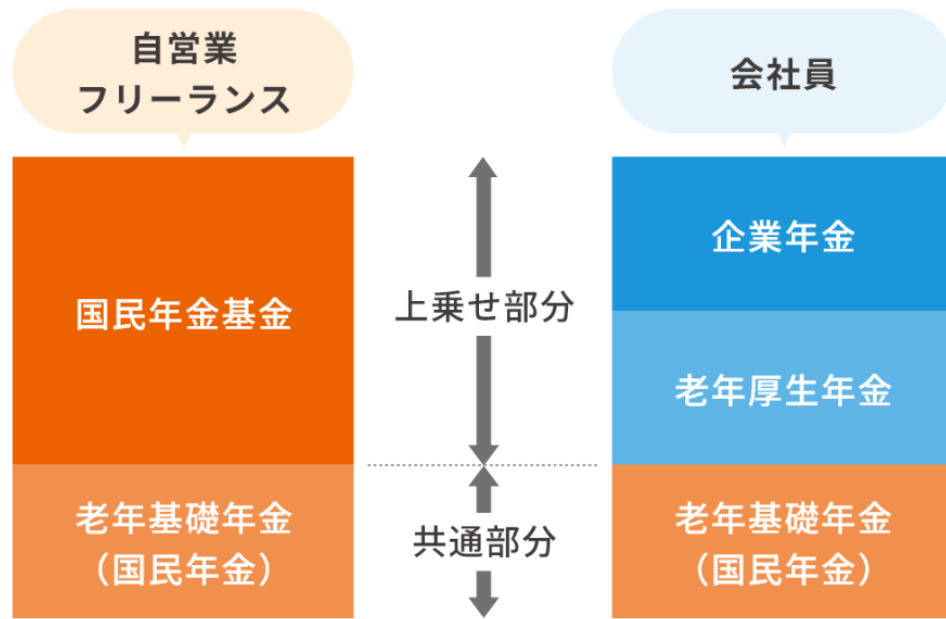 自営業
フリーランス
会社員
国民年金基金
上乗せ部分
企業年金
老年厚生年金
老年基礎年金
（国民年金）
共通部分
老年基礎年金
（国民年金）